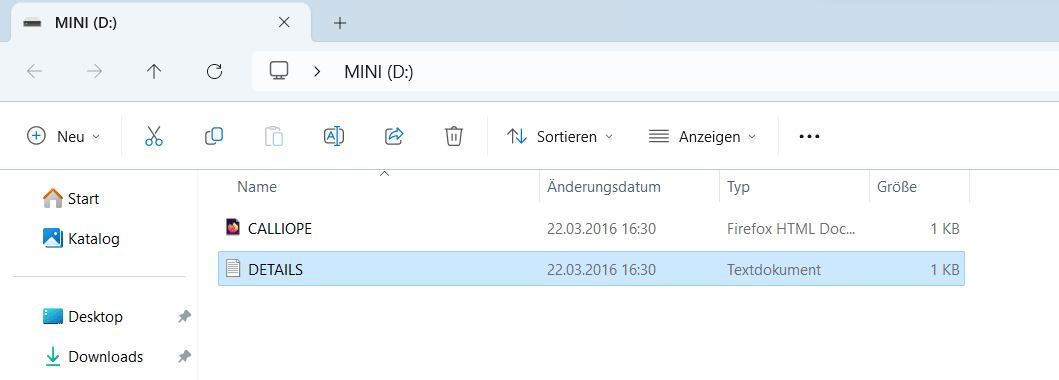 MINI (D:)
MINI (D:)
Neu Sortieren Anzeigen
Name Änderungsdatum Typ Größe
Start
Katalog
CALLIOPE 22.03.2016 16:30 Firefox HTML Doc... 1 KB
DETAILS 22.03.2016 16:30 Textdokument 1 KB
Desktop
Downloads